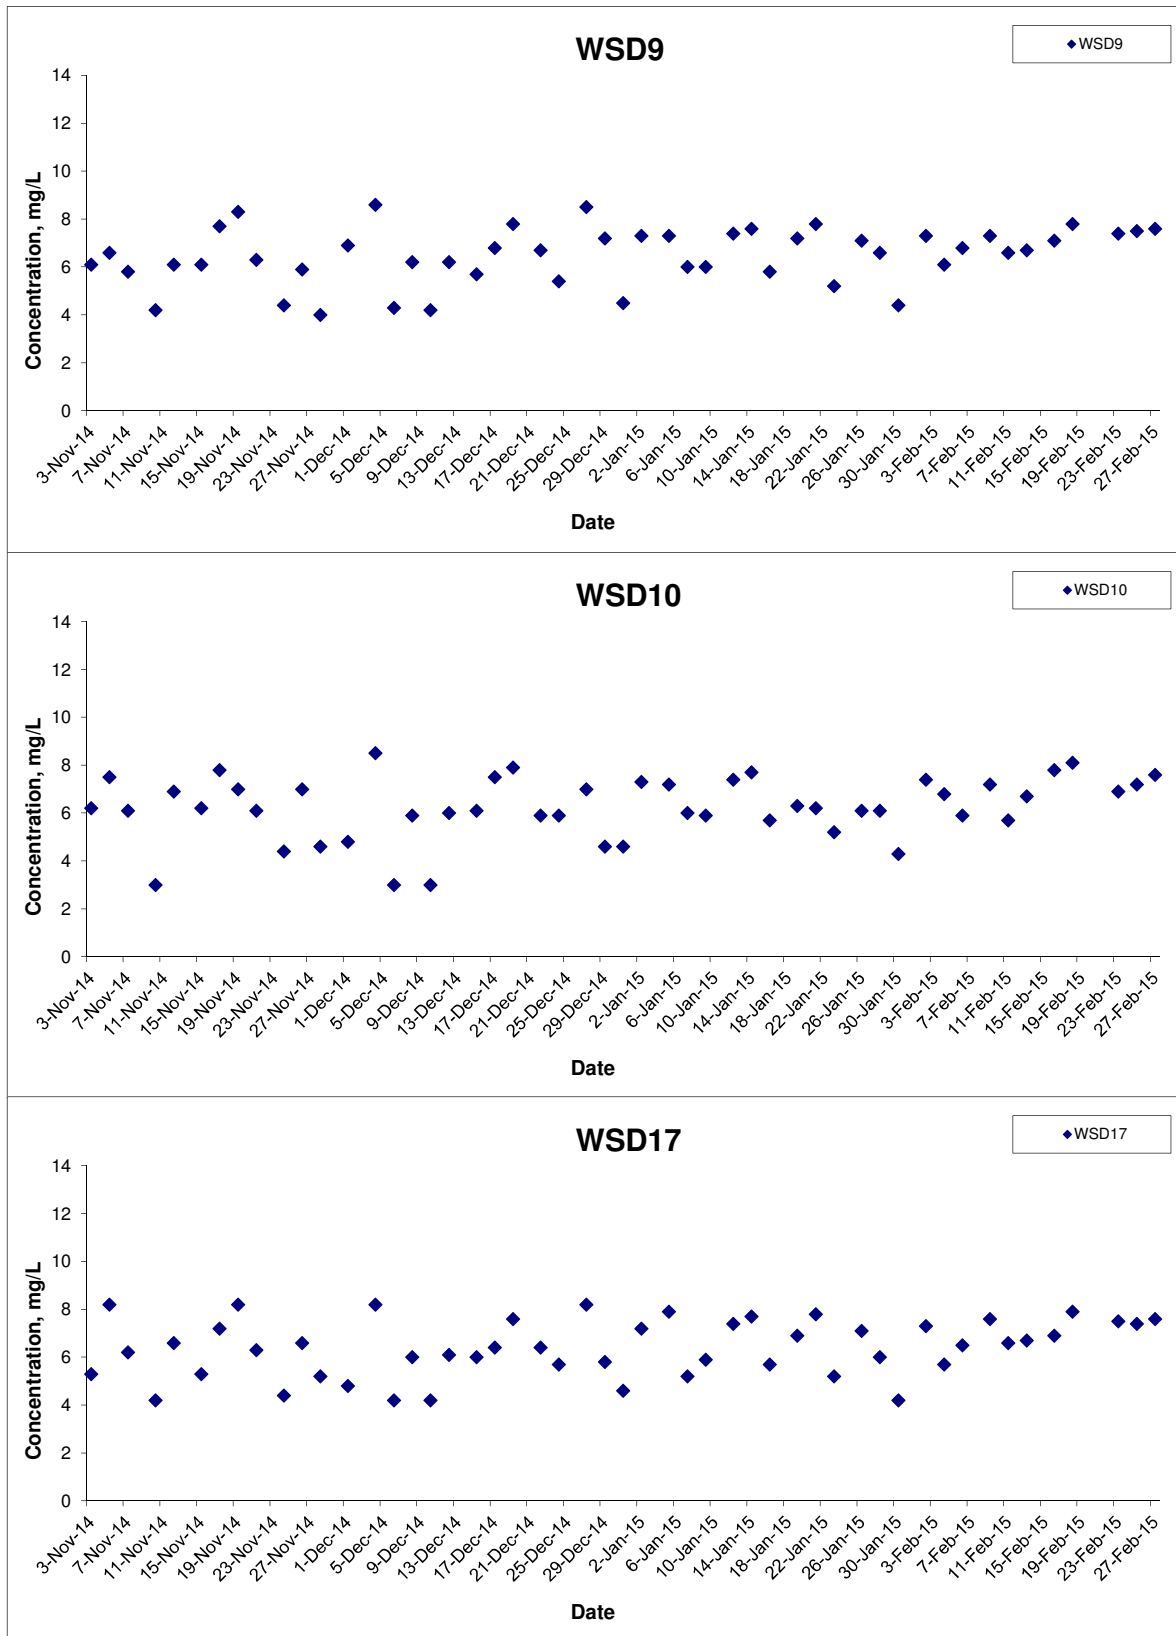 WSD9
WSD9
14
12
10
8
6
4
2
0
Concentration, mg/L
3-Nov-14
7-Nov-14
11-Nov-14
15-Nov-14
19-Nov-14
23-Nov-14
27-Nov-14
1-Dec-14
5-Dec-14
9-Dec-14
13-Dec-14
17-Dec-14
21-Dec-14
25-Dec-14
29-Dec-14
2-Jan-15
6-Jan-15
10-Jan-15
14-Jan-15
18-Jan-15
22-Jan-15
26-Jan-15
30-Jan-15
3-Feb-15
7-Feb-15
11-Feb-15
15-Feb-15
19-Feb-15
23-Feb-15
27-Feb-15
Date
WSD10
WSD10
14
12
10
8
6
4
2
0
Concentration, mg/L
3-Nov-14
7-Nov-14
11-Nov-14
15-Nov-14
19-Nov-14
23-Nov-14
27-Nov-14
1-Dec-14
5-Dec-14
9-Dec-14
13-Dec-14
17-Dec-14
21-Dec-14
25-Dec-14
29-Dec-14
2-Jan-15
6-Jan-15
10-Jan-15
14-Jan-15
18-Jan-15
22-Jan-15
26-Jan-15
30-Jan-15
3-Feb-15
7-Feb-15
11-Feb-15
15-Feb-15
19-Feb-15
23-Feb-15
27-Feb-15
Date
WSD17
WSD17
14
12
10
8
6
4
2
0
Concentration, mg/L
3-Nov-14
7-Nov-14
11-Nov-14
15-Nov-14
19-Nov-14
23-Nov-14
27-Nov-14
1-Dec-14
5-Dec-14
9-Dec-14
13-Dec-14
17-Dec-14
21-Dec-14
25-Dec-14
29-Dec-14
2-Jan-15
6-Jan-15
10-Jan-15
14-Jan-15
18-Jan-15
22-Jan-15
26-Jan-15
30-Jan-15
3-Feb-15
7-Feb-15
11-Feb-15
15-Feb-15
19-Feb-15
23-Feb-15
27-Feb-15
Date